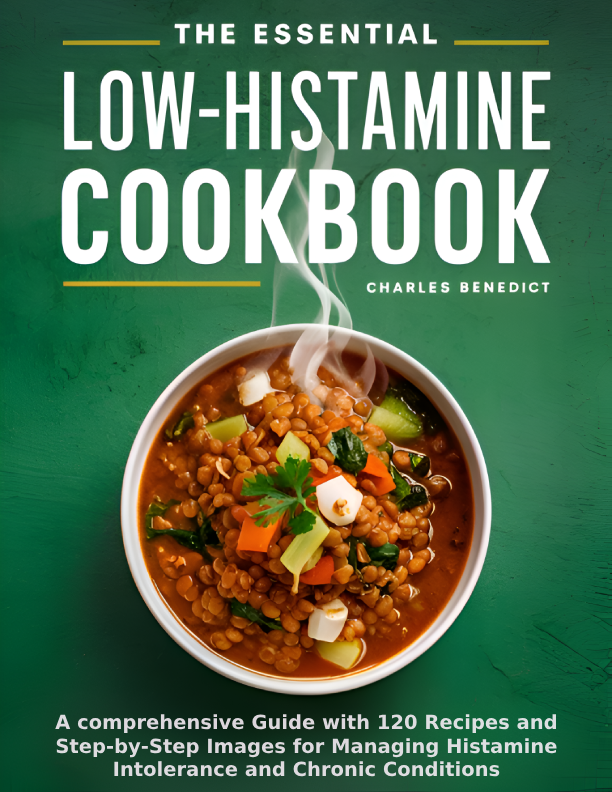 THE ESSENTIAL
LOW-HISTAMINE
COOKBOOK
CHARLES BENEDICT
A comprehensive Guide with 120 Recipes and
Step-by-Step Images for Managing Histamine
Intolerance and Chronic Conditions